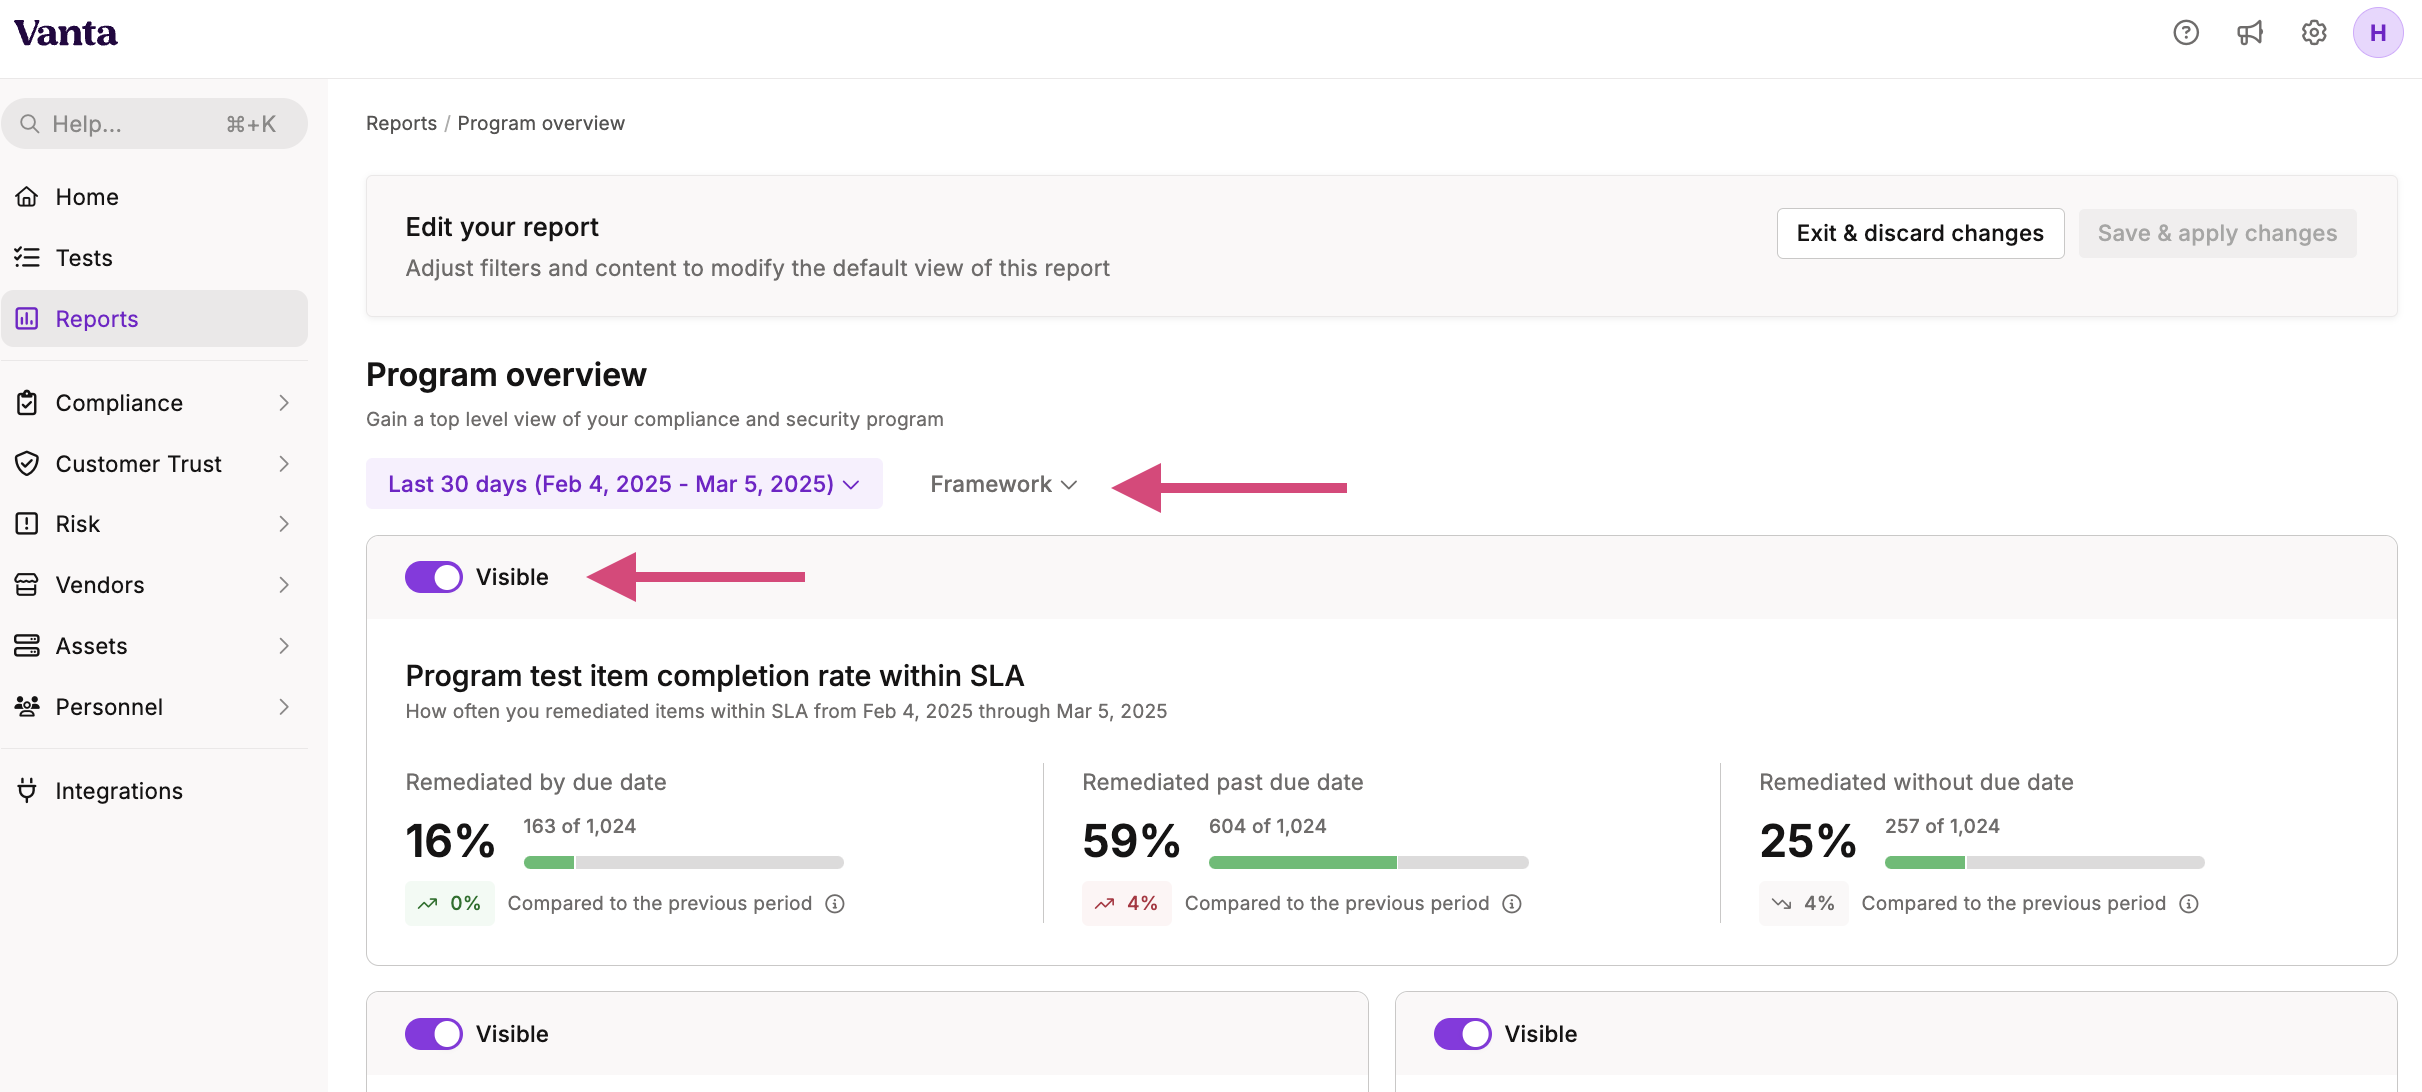 Vanta
H
Help... ⌘+K
Home
Tests
Reports
Compliance
Customer Trust
Risk
Vendors
Assets
Personnel
Integrations
Reports / Program overview
Edit your report
Adjust filters and content to modify the default view of this report
Exit & discard changes
Save & apply changes
Program overview
Gain a top level view of your compliance and security program
Last 30 days (Feb 4, 2025 - Mar 5, 2025)
Framework
Visible
Program test item completion rate within SLA
How often you remediated items within SLA from Feb 4, 2025 through Mar 5, 2025
Remediated by due date
16% 163 of 1,024
0% Compared to the previous period
Remediated past due date
59% 604 of 1,024
4% Compared to the previous period
Remediated without due date
25% 257 of 1,024
4% Compared to the previous period
Visible
Visible